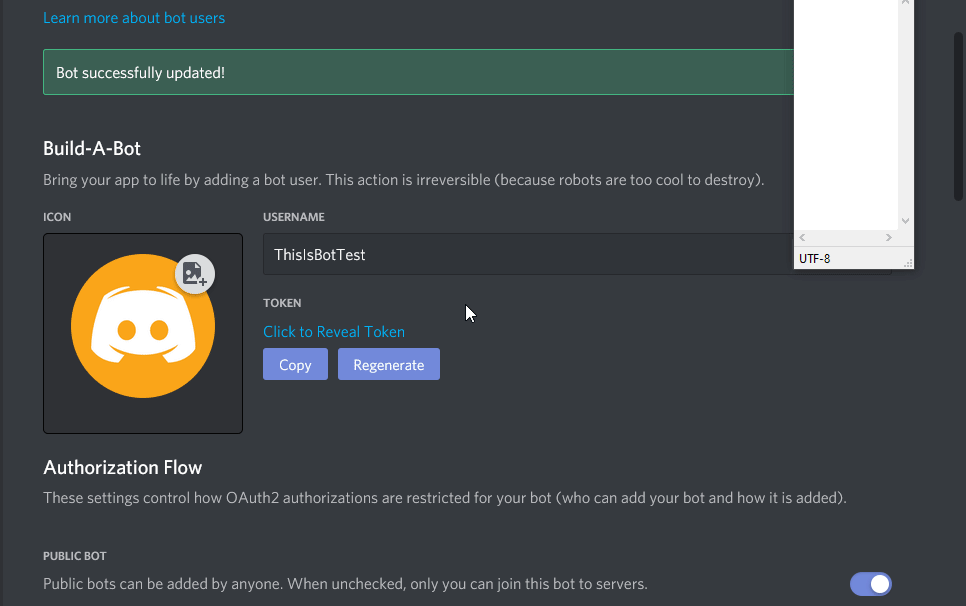 Learn more about bot users
Bot successfully updated!
Build-A-Bot
Bring your app to life by adding a bot user. This action is irreversible (because robots are too cool to destroy).
ICON
USERNAME
ThisIsBotTest
UTF-8
TOKEN
Click to Reveal Token
Copy
Regenerate
Authorization Flow
These settings control how OAuth2 authorizations are restricted for your bot (who can add your bot and how it is added).
PUBLIC BOT
Public bots can be added by anyone. When unchecked, only you can join this bot to servers.